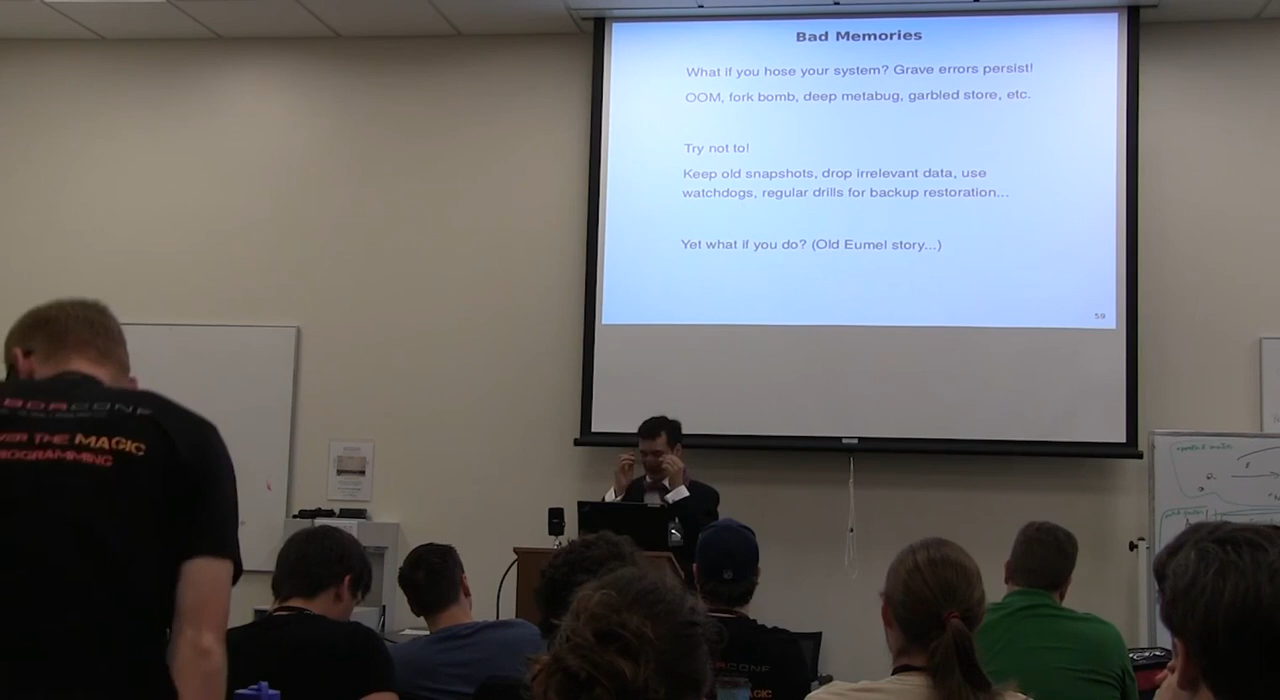 Bad Memories
What if you hose your system? Grave errors persist!
OOM, fork bomb, deep metabug, garbled store, etc.
Try not to!
Keep old snapshots, drop irrelevant data, use
watchdogs, regular drills for backup restoration...
Yet what if you do? (Old Eumel story...)
59
MAGIC
ROGRAMMING
CONF
MAGIC